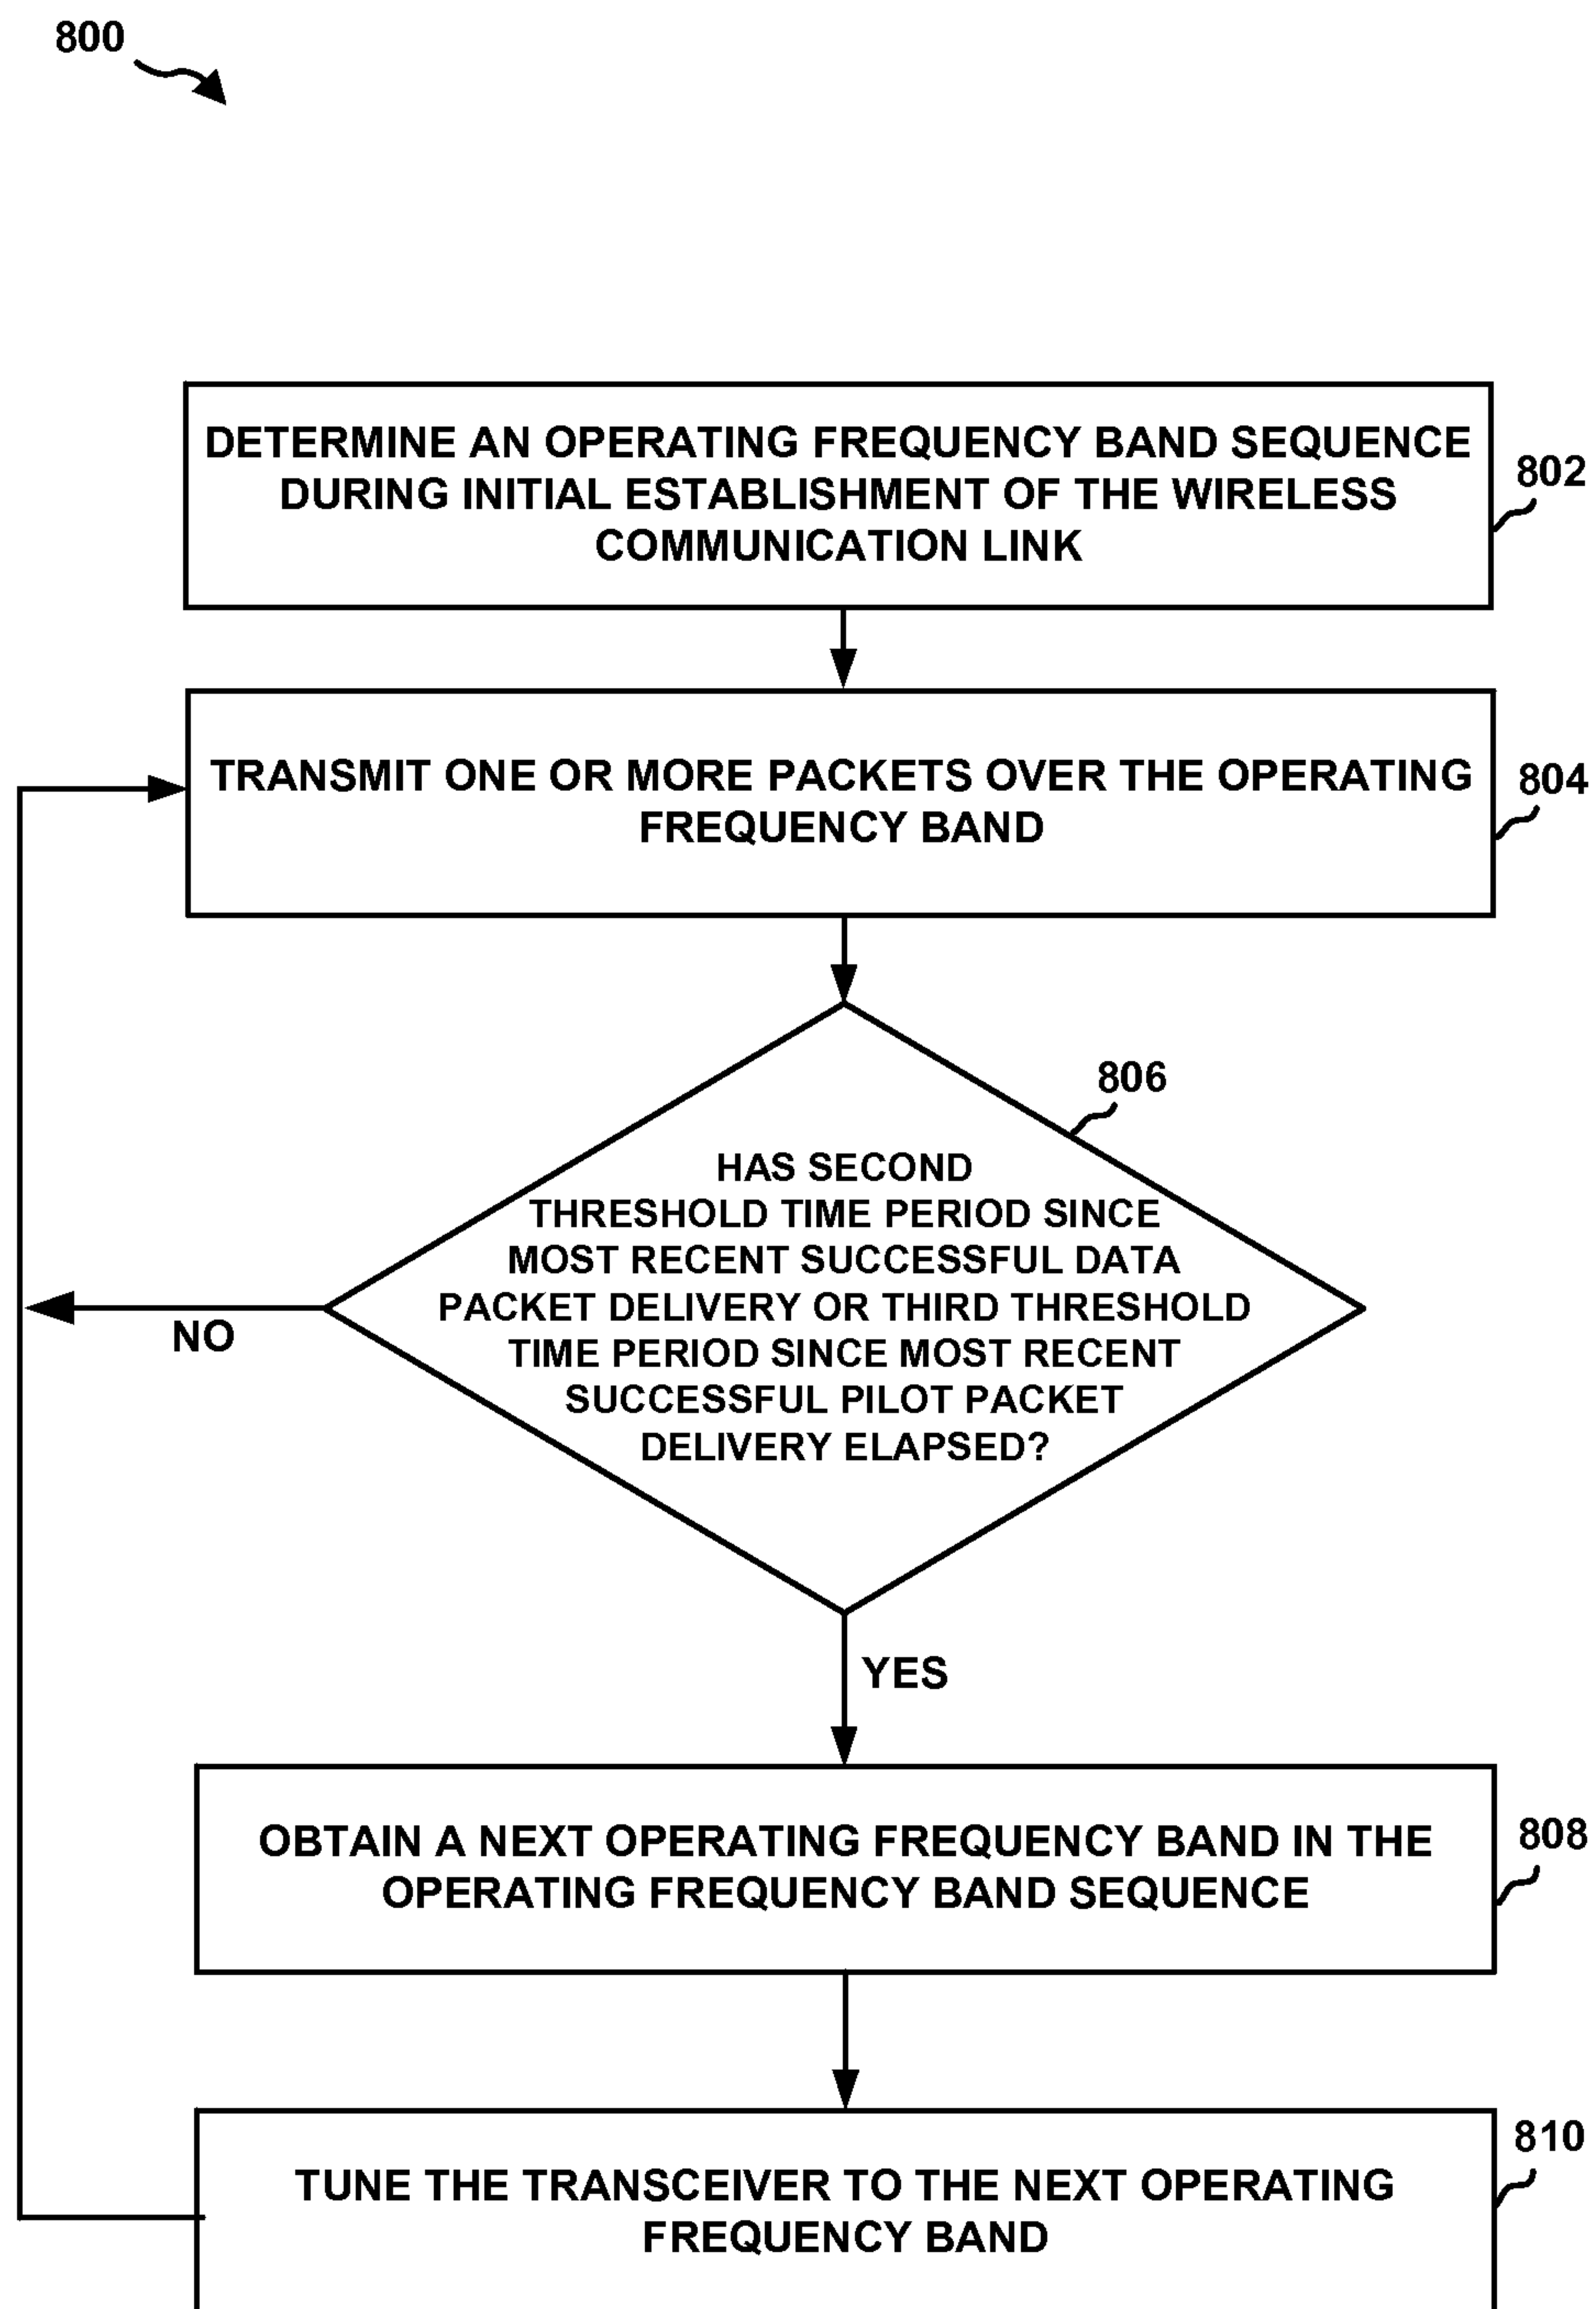 800
DETERMINE AN OPERATING FREQUENCY BAND SEQUENCE
DURING INITIAL ESTABLISHMENT OF THE WIRELESS
COMMUNICATION LINK
802
TRANSMIT ONE OR MORE PACKETS OVER THE OPERATING
FREQUENCY BAND
804
806
HAS SECOND
THRESHOLD TIME PERIOD SINCE
MOST RECENT SUCCESSFUL DATA
PACKET DELIVERY OR THIRD THRESHOLD
TIME PERIOD SINCE MOST RECENT
SUCCESSFUL PILOT PACKET
DELIVERY ELAPSED?
NO
YES
OBTAIN A NEXT OPERATING FREQUENCY BAND IN THE
OPERATING FREQUENCY BAND SEQUENCE
808
TUNE THE TRANSCEIVER TO THE NEXT OPERATING
FREQUENCY BAND
810